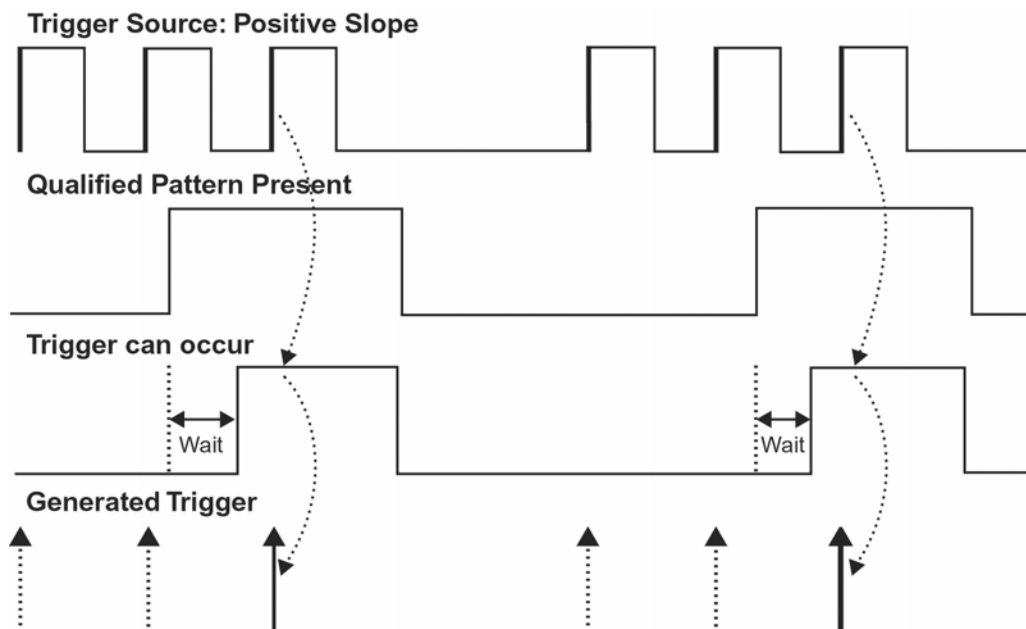 Trigger Source: Positive Slope
Qualified Pattern Present
Trigger can occur
Wait
Wait
Generated Trigger